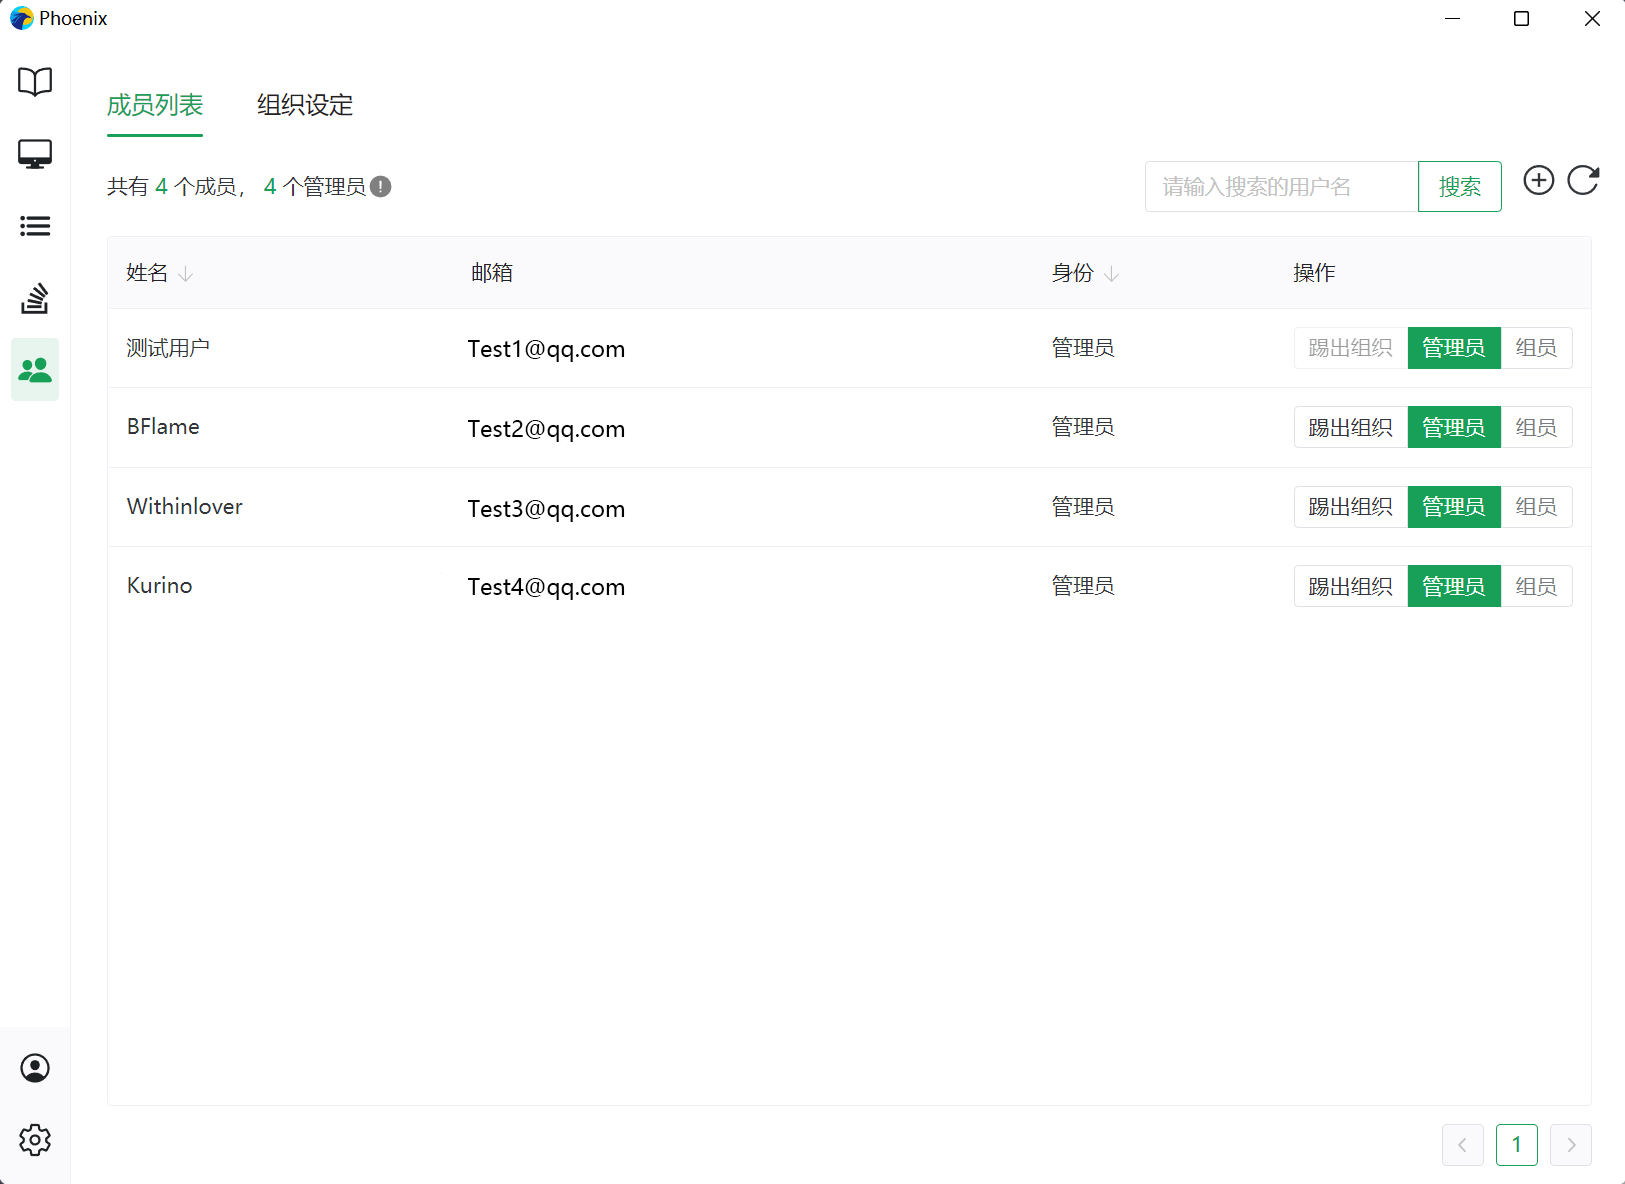 Phoenix
成员列表 组织设定
共有 4 个成员， 4 个管理员 请输入搜索的用户名 搜索
姓名 邮箱 身份 操作
测试用户 Test1@qq.com 管理员 踢出组织 管理员 组员
BFlame Test2@qq.com 管理员 踢出组织 管理员 组员
Withinlover Test3@qq.com 管理员 踢出组织 管理员 组员
Kurino Test4@qq.com 管理员 踢出组织 管理员 组员
1